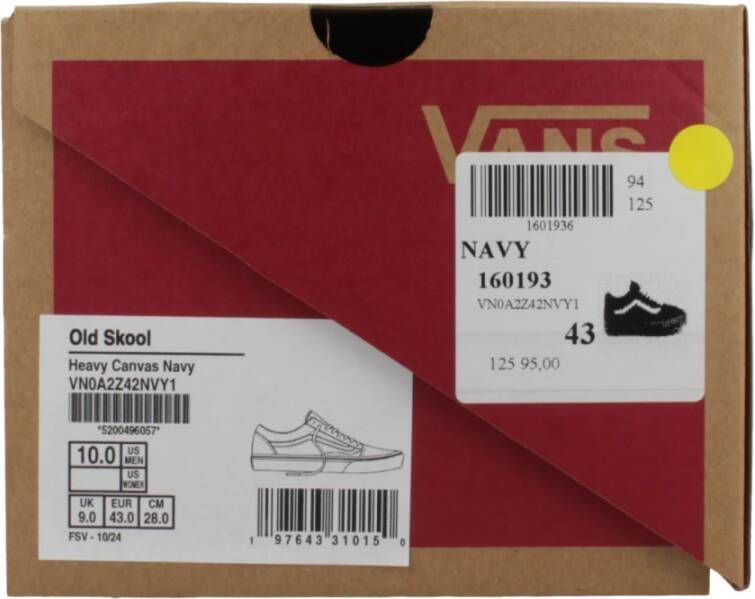 VANS
94
125
1601936
NAVY
160193
VN0A2Z42NVY1
43
125 95,00
Old Skool
Heavy Canvas Navy
VN0A2Z42NVY1
*5200496057*
10.0 US MEN
US WOMEN
UK EUR CM
9.0 43.0 28.0
FSV - 10/24
1 97643 31015 0